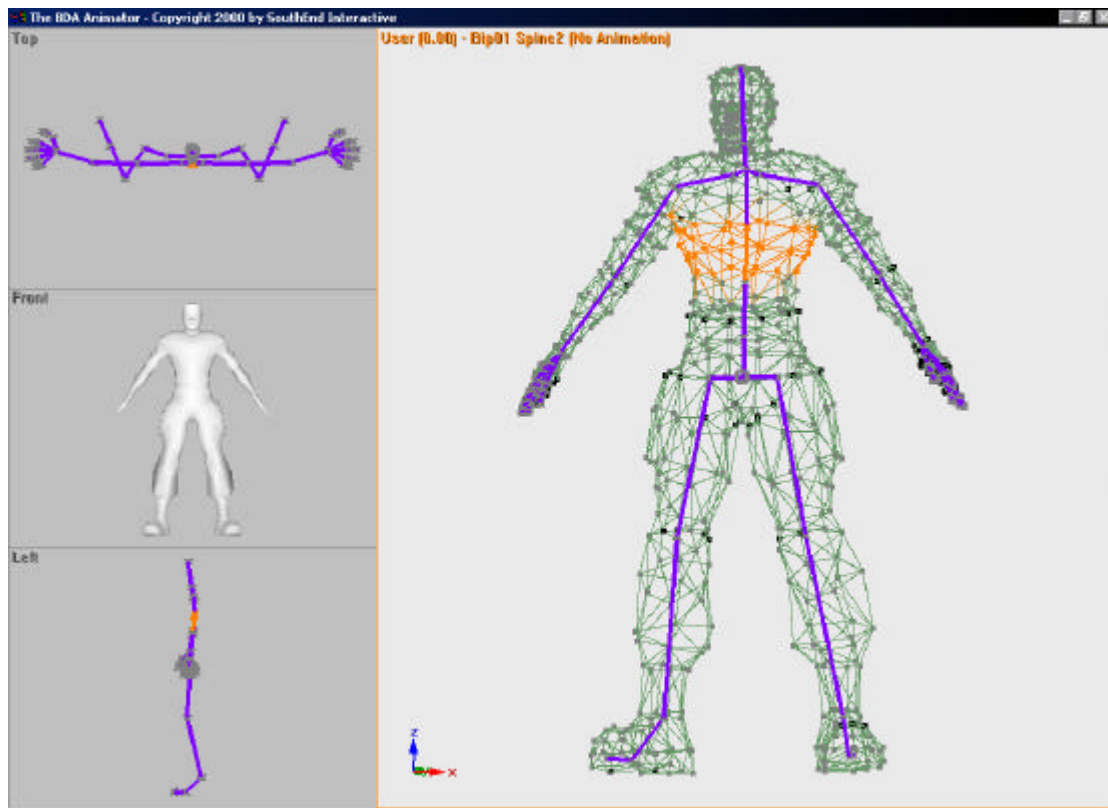 The BDA Animator - Copyright 2000 by SouthEnd Interactive
Top
User (0.00) - Bip01 Spine2 (No Animation)
Front
Left
z
x